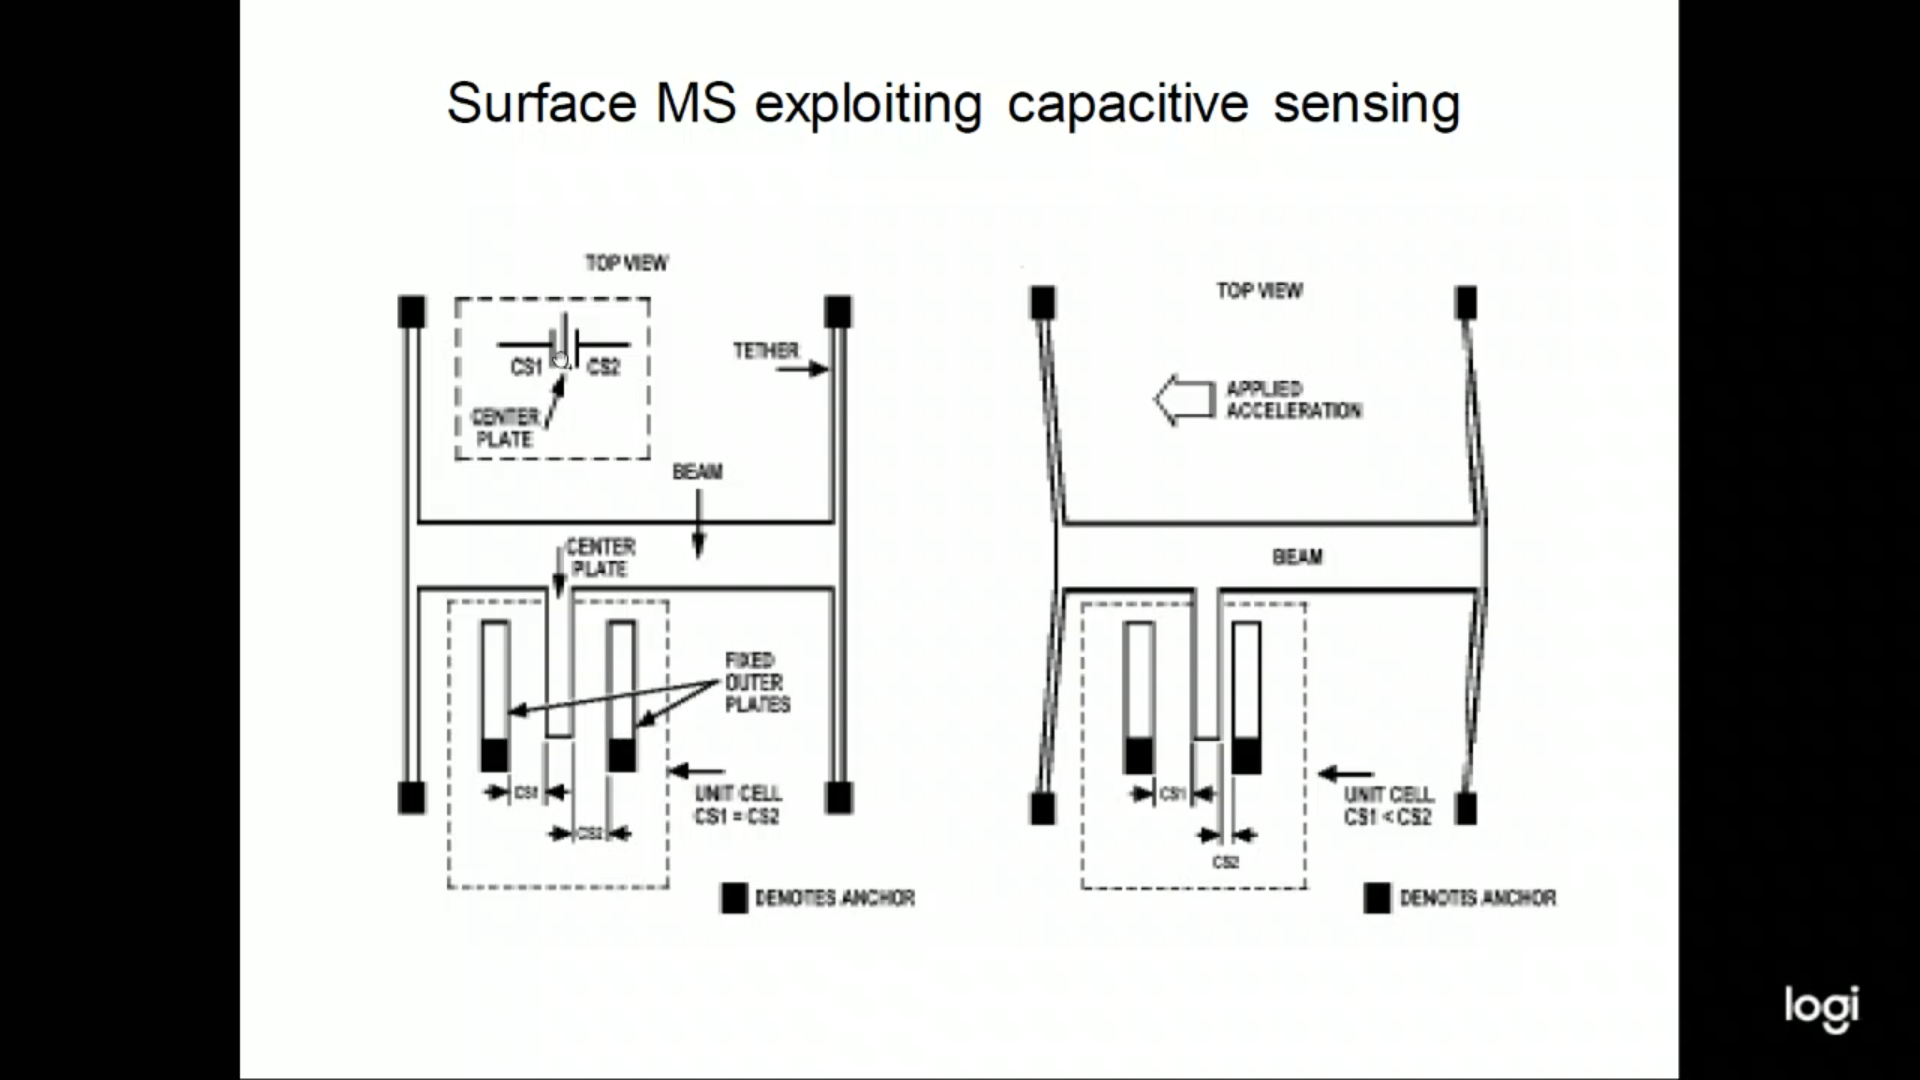 Surface MS exploiting capacitive sensing
TOP VIEW
CS1
CS2
CENTER
PLATE
TETHER
BEAM
CENTER
PLATE
FIXED
OUTER
PLATES
CS1
CS2
UNIT CELL
CS1 = CS2
DENOTES ANCHOR
TOP VIEW
APPLIED
ACCELERATION
BEAM
CS1
CS2
UNIT CELL
CS1 < CS2
DENOTES ANCHOR
logi